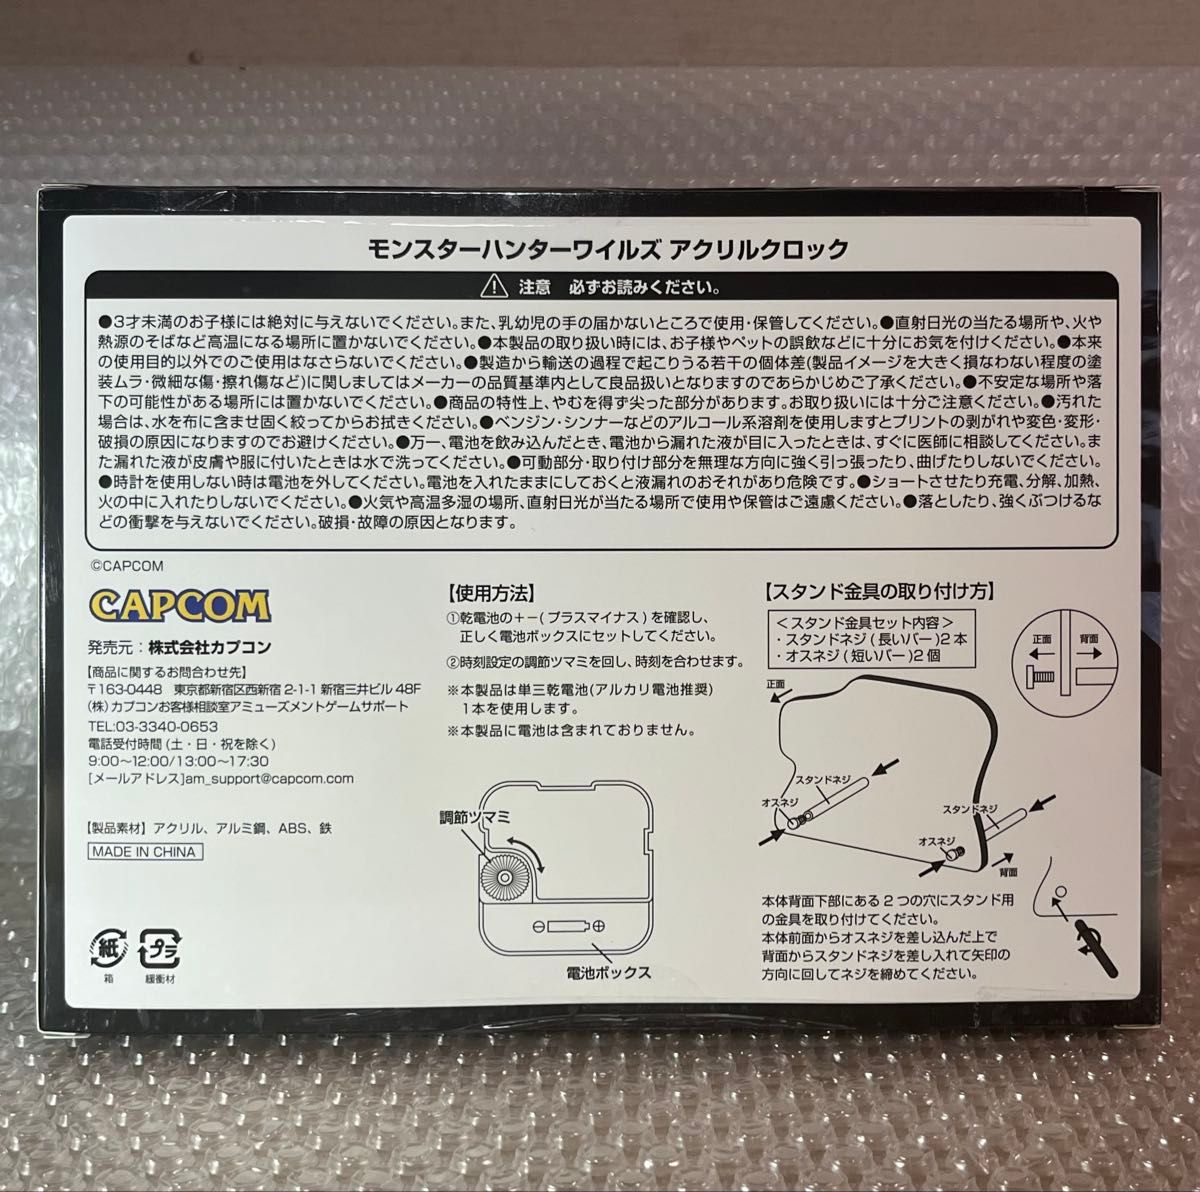 モンスターハンターワイルズ アクリルクロック
注意 必ずお読みください。
●3才未満のお子様には絶対に与えないでください。また、乳幼児の手の届かないところで使用・保管してください。●直射日光の当たる場所や、火や
熱源のそばなど高温になる場所に置かないでください。●本製品の取り扱い時には、お子様やペットの誤飲などに十分にお気を付けください。●本来
の使用目的以外でのご使用はなさらないでください。●製造から輸送の過程で起こりうる若干の個体差(製品イメージを大きく損なわない程度の塗
装ムラ・微細な傷・擦れ傷など)に関しましてはメーカーの品質基準内として良品扱いとなりますのであらかじめご了承ください。●不安定な場所や落
下の可能性がある場所には置かないでください。●商品の特性上、やむを得ず尖った部分があります。お取り扱いには十分ご注意ください。●汚れた
場合は、水を布に含ませ固く絞ってからお拭きください。●ベンジン・シンナーなどのアルコール系溶剤を使用しますとプリントの剥がれや変色・変形・
破損の原因になりますのでお避けください。●万一、電池を飲み込んだとき、電池から漏れた液が目に入ったときは、すぐに医師に相談してください。ま
た漏れた液が皮膚や服に付いたときは水で洗ってください。●可動部分・取り付け部分を無理な方向に強く引っ張ったり、曲げたりしないでください。
●時計を使用しない時は電池を外してください。電池を入れたままにしておくと液漏れのおそれがあり危険です。●ショートさせたり充電、分解、加熱、
火の中に入れたりしないでください。●火気や高温多湿の場所、直射日光が当たる場所で使用や保管はご遠慮ください。●落としたり、強くぶつけるな
どの衝撃を与えないでください。破損・故障の原因となります。
©CAPCOM
CAPCOM
発売元：株式会社カプコン
【商品に関するお問合わせ先】
〒163-0448 東京都新宿区西新宿 2-1-1 新宿三井ビル 48F
(株) カプコンお客様相談室アミューズメントゲームサポート
TEL:03-3340-0653
電話受付時間 (土・日・祝を除く)
9:00～12:00/13:00～17:30
[メールアドレス]am_support@capcom.com
【製品素材】アクリル、アルミ鋼、ABS、鉄
MADE IN CHINA
紙
箱
プラ
緩衝材
【使用方法】
①乾電池の＋－( プラスマイナス ) を確認し、
正しく電池ボックスにセットしてください。
②時刻設定の調節ツマミを回し、時刻を合わせます。
※本製品は単三乾電池(アルカリ電池推奨)
1本を使用します。
※本製品に電池は含まれておりません。
調節ツマミ
⊖ ⊕
電池ボックス
【スタンド金具の取り付け方】
＜スタンド金具セット内容＞
・スタンドネジ ( 長いバー )2 本
・オスネジ ( 短いバー )2 個
正面 背面
正面
スタンドネジ
オスネジ
スタンドネジ
オスネジ
背面
本体背面下部にある 2 つの穴にスタンド用
の金具を取り付けてください。
本体前面からオスネジを差し込んだ上で
背面からスタンドネジを差し入れて矢印の
方向に回してネジを締めてください。